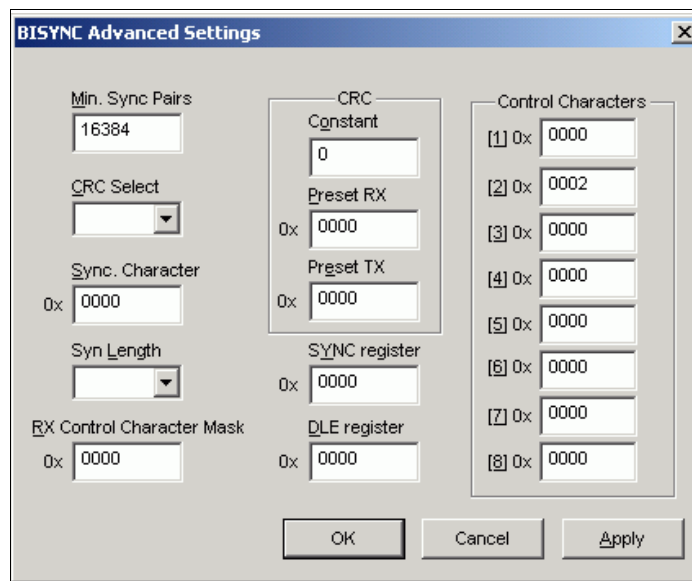 BISYNC Advanced Settings
Min. Sync Pairs
16384
CRC Select
Sync. Character
0x 0000
Syn Length
RX Control Character Mask
0x 0000
CRC
Constant
0
Preset RX
0x 0000
Preset TX
0x 0000
SYNC register
0x 0000
DLE register
0x 0000
Control Characters
[1] 0x 0000
[2] 0x 0002
[3] 0x 0000
[4] 0x 0000
[5] 0x 0000
[6] 0x 0000
[7] 0x 0000
[8] 0x 0000
OK Cancel Apply